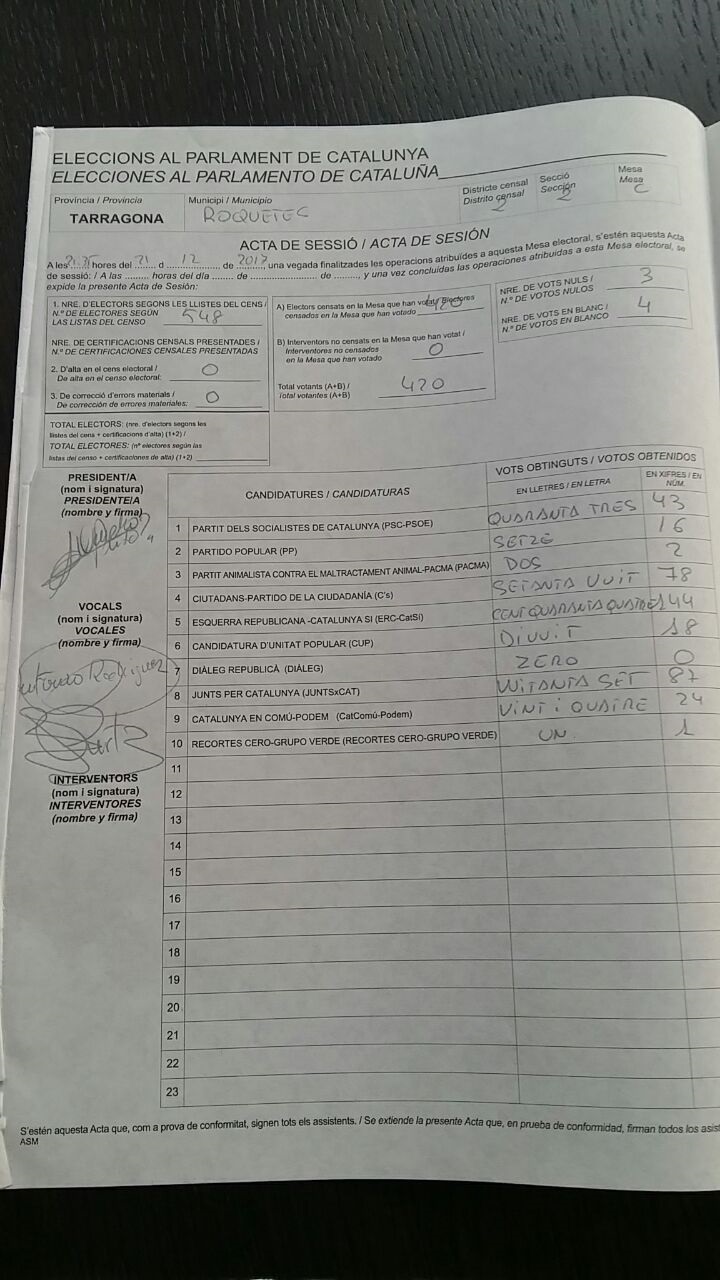 ELECCIONS AL PARLAMENT DE CATALUNYA
ELECCIONES AL PARLAMENTO DE CATALUÑA
Província / Provincia
TARRAGONA
Municipi / Municipio
ROQUETES
Districte censal
Distrito censal
2
Secció
Sección
2
Mesa
Mesa
C
ACTA DE SESSIÓ / ACTA DE SESIÓN
A les 21:35 hores del 21 d 12 de 2017, una vegada finalitzades les operacions atribuïdes a aquesta Mesa electoral, s'estén aquesta Acta
de sessió: / A las ........ horas del día ........ de .................... de ........., y una vez concluidas las operaciones atribuidas a esta Mesa electoral, se
expide la presente Acta de Sesión:
1. NRE. D'ELECTORS SEGONS LES LLISTES DEL CENS /
N.º DE ELECTORES SEGÚN
LAS LISTAS DEL CENSO 548
NRE. DE CERTIFICACIONS CENSALS PRESENTADES /
N.º DE CERTIFICACIONES CENSALES PRESENTADAS
2. D'alta en el cens electoral /
De alta en el censo electoral: 0
3. De correcció d'errors materials /
De corrección de errores materiales: 0
TOTAL ELECTORS: (nre. d'electors segons les
llistes del cens + certificacions d'alta) (1+2) /
TOTAL ELECTORES: (nº electores según las
listas del censo + certificaciones de alta) (1+2)
A) Electors censats en la Mesa que han votat / Electores
censados en la Mesa que han votado 420
B) Interventors no censats en la Mesa que han votat /
Interventores no censados
en la Mesa que han votado 0
Total votants (A+B) /
Total votantes (A+B) 420
NRE. DE VOTS NULS /
N.º DE VOTOS NULOS 3
NRE. DE VOTS EN BLANC /
N.º DE VOTOS EN BLANCO 4
PRESIDENT/A
(nom i signatura)
PRESIDENTE/A
(nombre y firma)
VOCALS
(nom i signatura)
VOCALES
(nombre y firma)
INTERVENTORS
(nom i signatura)
INTERVENTORES
(nombre y firma)
CANDIDATURES / CANDIDATURAS
VOTS OBTINGUTS / VOTOS OBTENIDOS
EN LLETRES / EN LETRA
EN XIFRES / EN
NÚM.
1 PARTIT DELS SOCIALISTES DE CATALUNYA (PSC-PSOE) QUARANTA TRES 43
2 PARTIDO POPULAR (PP) SETZE 16
3 PARTIT ANIMALISTA CONTRA EL MALTRACTAMENT ANIMAL-PACMA (PACMA) DOS 2
4 CIUTADANS-PARTIDO DE LA CIUDADANÍA (C's) SETANTA VUIT 78
5 ESQUERRA REPUBLICANA -CATALUNYA SI (ERC-CatSI) CENT QUARANTA QUATRE 144
6 CANDIDATURA D'UNITAT POPULAR (CUP) DIVUIT 18
7 DIÀLEG REPUBLICÀ (DIÀLEG) ZERO 0
8 JUNTS PER CATALUNYA (JUNTSxCAT) VUITANTA SET 87
9 CATALUNYA EN COMÚ-PODEM (CatComú-Podem) VINT I QUATRE 24
10 RECORTES CERO-GRUPO VERDE (RECORTES CERO-GRUPO VERDE) UN 1
11
12
13
14
15
16
17
18
19
20
21
22
23
S'estén aquesta Acta que, com a prova de conformitat, signen tots els assistents. / Se extiende la presente Acta que, en prueba de conformidad, firman todos los asis
ASM